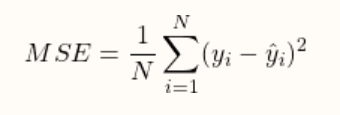 MSE = \frac{1}{N} \sum_{i=1}^{N} (y_i - \hat{y}_i)^2